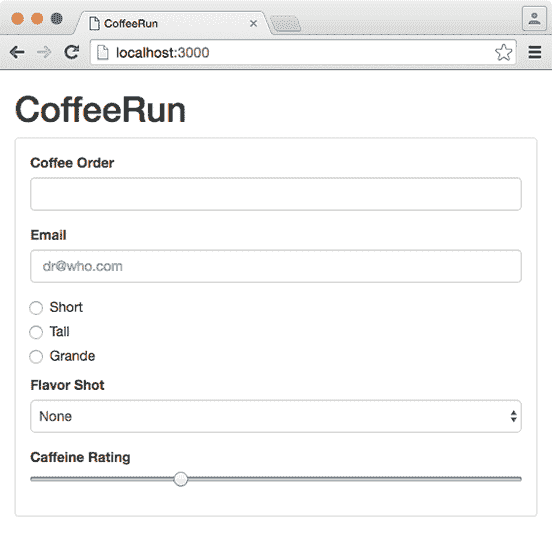 CoffeeRun
localhost:3000
CoffeeRun
Coffee Order
Email
dr@who.com
Short
Tall
Grande
Flavor Shot
None
Caffeine Rating